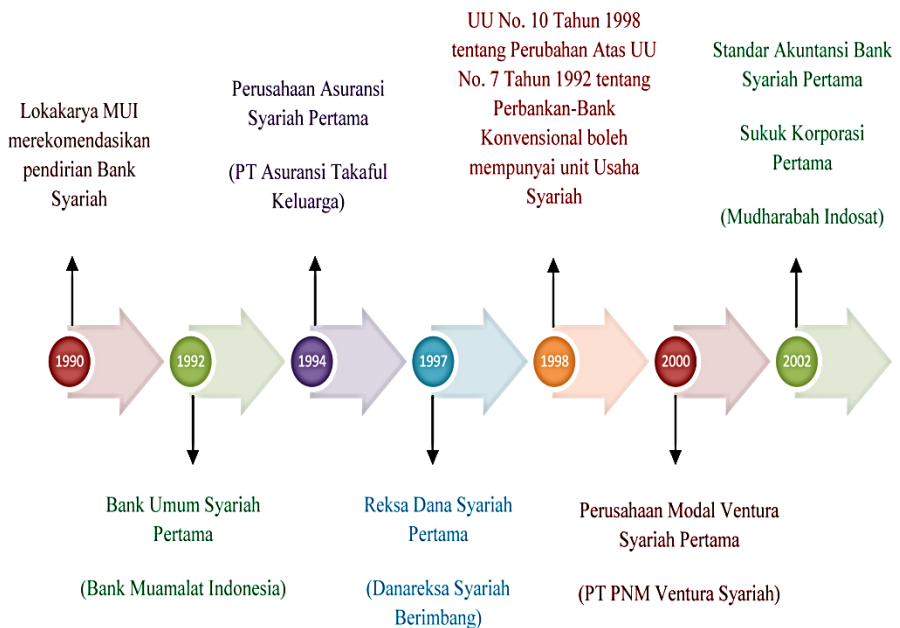 Lokakarya MUI
merekomendasikan
pendirian Bank
Syariah
Perusahaan Asuransi
Syariah Pertama
(PT Asuransi Takaful
Keluarga)
UU No. 10 Tahun 1998
tentang Perubahan Atas UU
No. 7 Tahun 1992 tentang
Perbankan-Bank
Konvensional boleh
mempunyai unit Usaha
Syariah
Standar Akuntansi Bank
Syariah Pertama
Sukuk Korporasi
Pertama
(Mudharabah Indosat)
1990
1992
1994
1997
1998
2000
2002
Bank Umum Syariah
Pertama
(Bank Muamalat Indonesia)
Reksa Dana Syariah
Pertama
(Danareksa Syariah
Berimbang)
Perusahaan Modal Ventura
Syariah Pertama
(PT PNM Ventura Syariah)